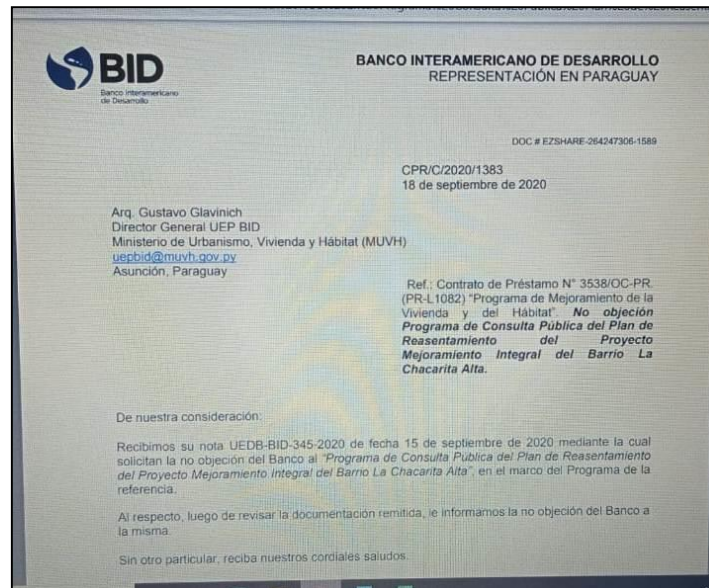 BID
Banco Interamericano
de Desarrollo
BANCO INTERAMERICANO DE DESARROLLO
REPRESENTACIÓN EN PARAGUAY
DOC # EZSHARE-264247306-1589
CPR/C/2020/1383
18 de septiembre de 2020
Arq. Gustavo Glavinich
Director General UEP BID
Ministerio de Urbanismo, Vivienda y Hábitat (MUVH)
uepbid@muvh.gov.py
Asunción, Paraguay
Ref.: Contrato de Préstamo N° 3538/OC-PR.
(PR-L1082) "Programa de Mejoramiento de la
Vivienda y del Hábitat". No objeción
Programa de Consulta Pública del Plan de
Reasentamiento del Proyecto
Mejoramiento Integral del Barrio La
Chacarita Alta.
De nuestra consideración:
Recibimos su nota UEDB-BID-345-2020 de fecha 15 de septiembre de 2020 mediante la cual
solicitan la no objeción del Banco al "Programa de Consulta Pública del Plan de Reasentamiento
del Proyecto Mejoramiento Integral del Barrio La Chacarita Alta", en el marco del Programa de la
referencia.
Al respecto, luego de revisar la documentación remitida, le informamos la no objeción del Banco a
la misma.
Sin otro particular, reciba nuestros cordiales saludos.